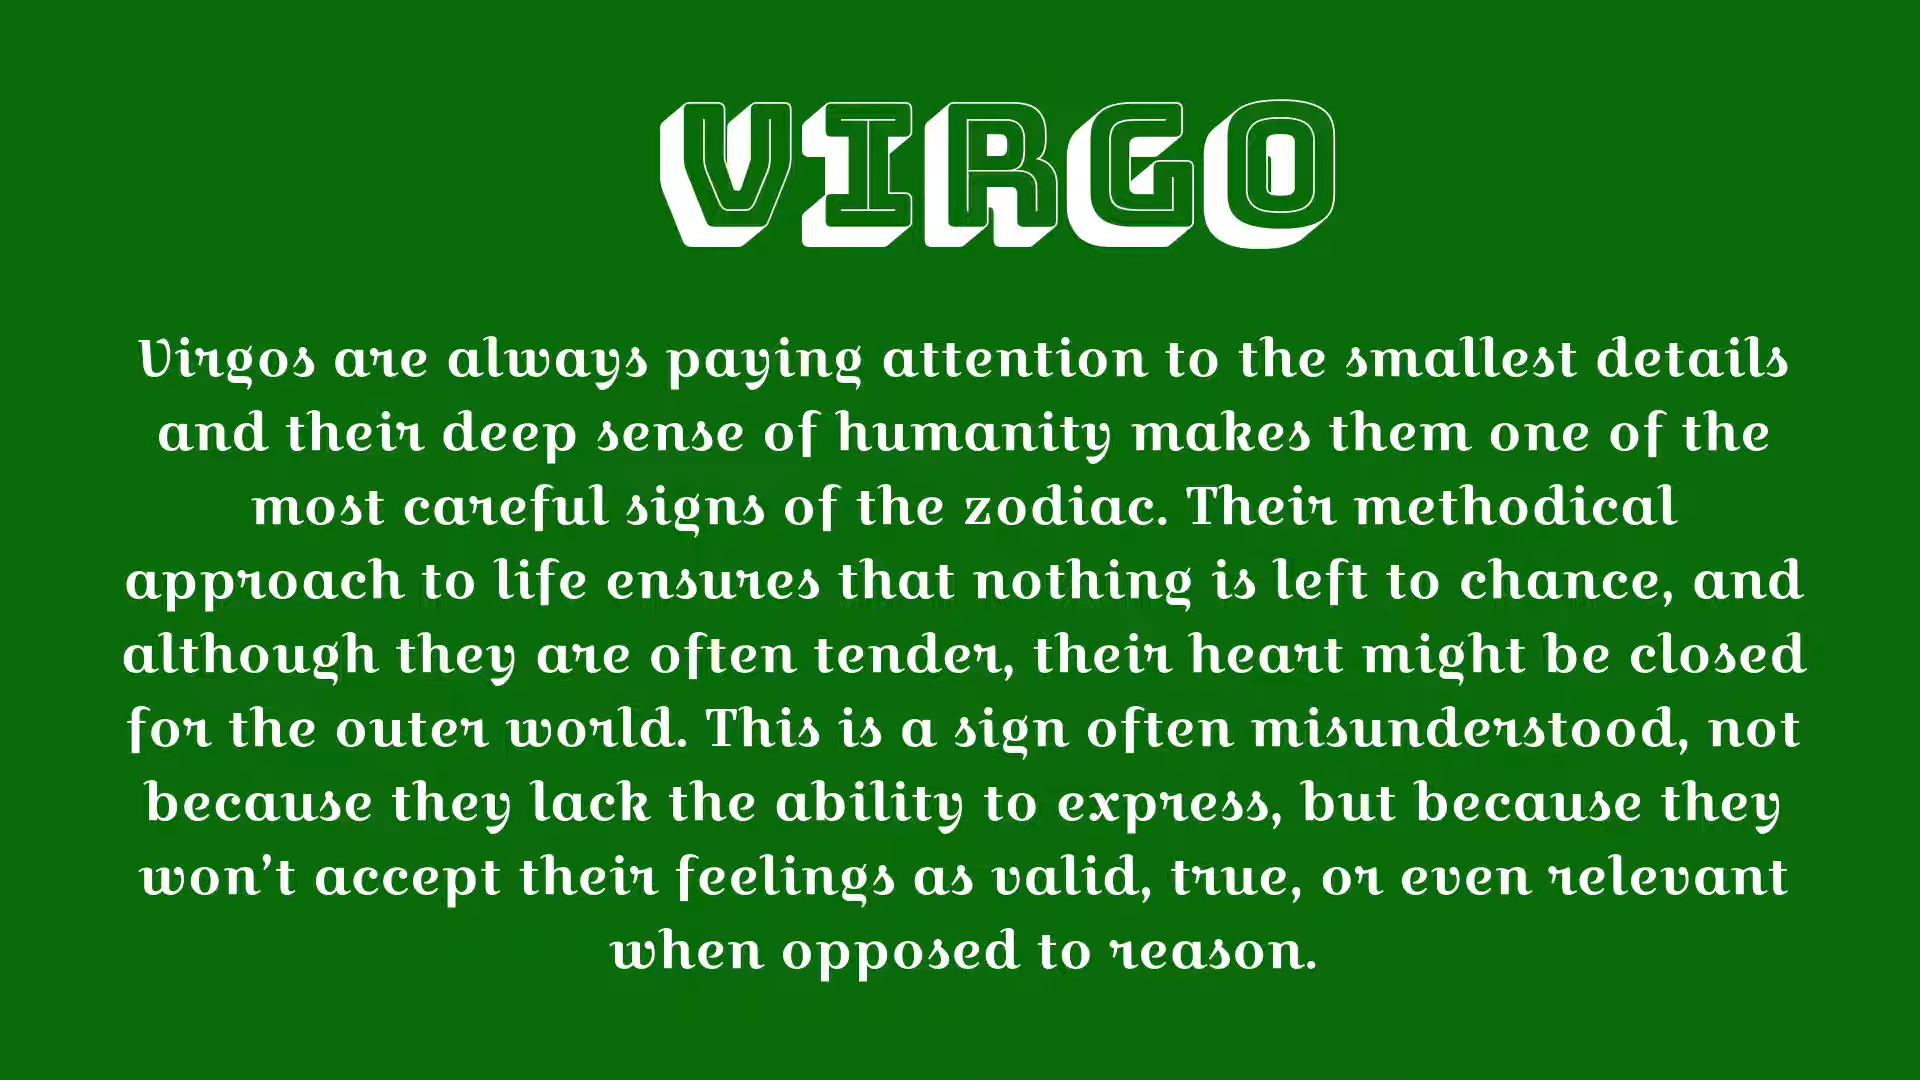 VIRGO
Virgos are always paying attention to the smallest details
and their deep sense of humanity makes them one of the
most careful signs of the zodiac. Their methodical
approach to life ensures that nothing is left to chance, and
although they are often tender, their heart might be closed
for the outer world. This is a sign often misunderstood, not
because they lack the ability to express, but because they
won’t accept their feelings as valid, true, or even relevant
when opposed to reason.